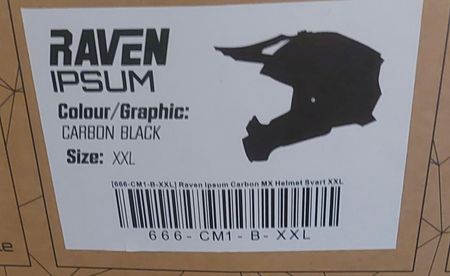 RAVEN
IPSUM
Colour/Graphic:
CARBON BLACK
Size: XXL
[666-CM1-B-XXL] Raven Ipsum Carbon MX Helmet Svart XXL
666-CM1-B-XXL